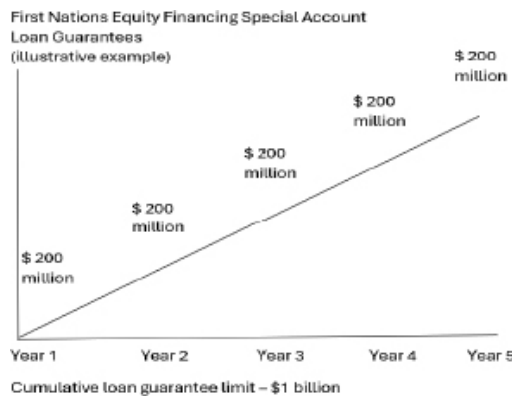 First Nations Equity Financing Special Account
Loan Guarantees
(illustrative example)
$ 200
million
$ 200
million
$ 200
million
$ 200
million
$ 200
million
Year 1 Year 2 Year 3 Year 4 Year 5
Cumulative loan guarantee limit – $1 billion